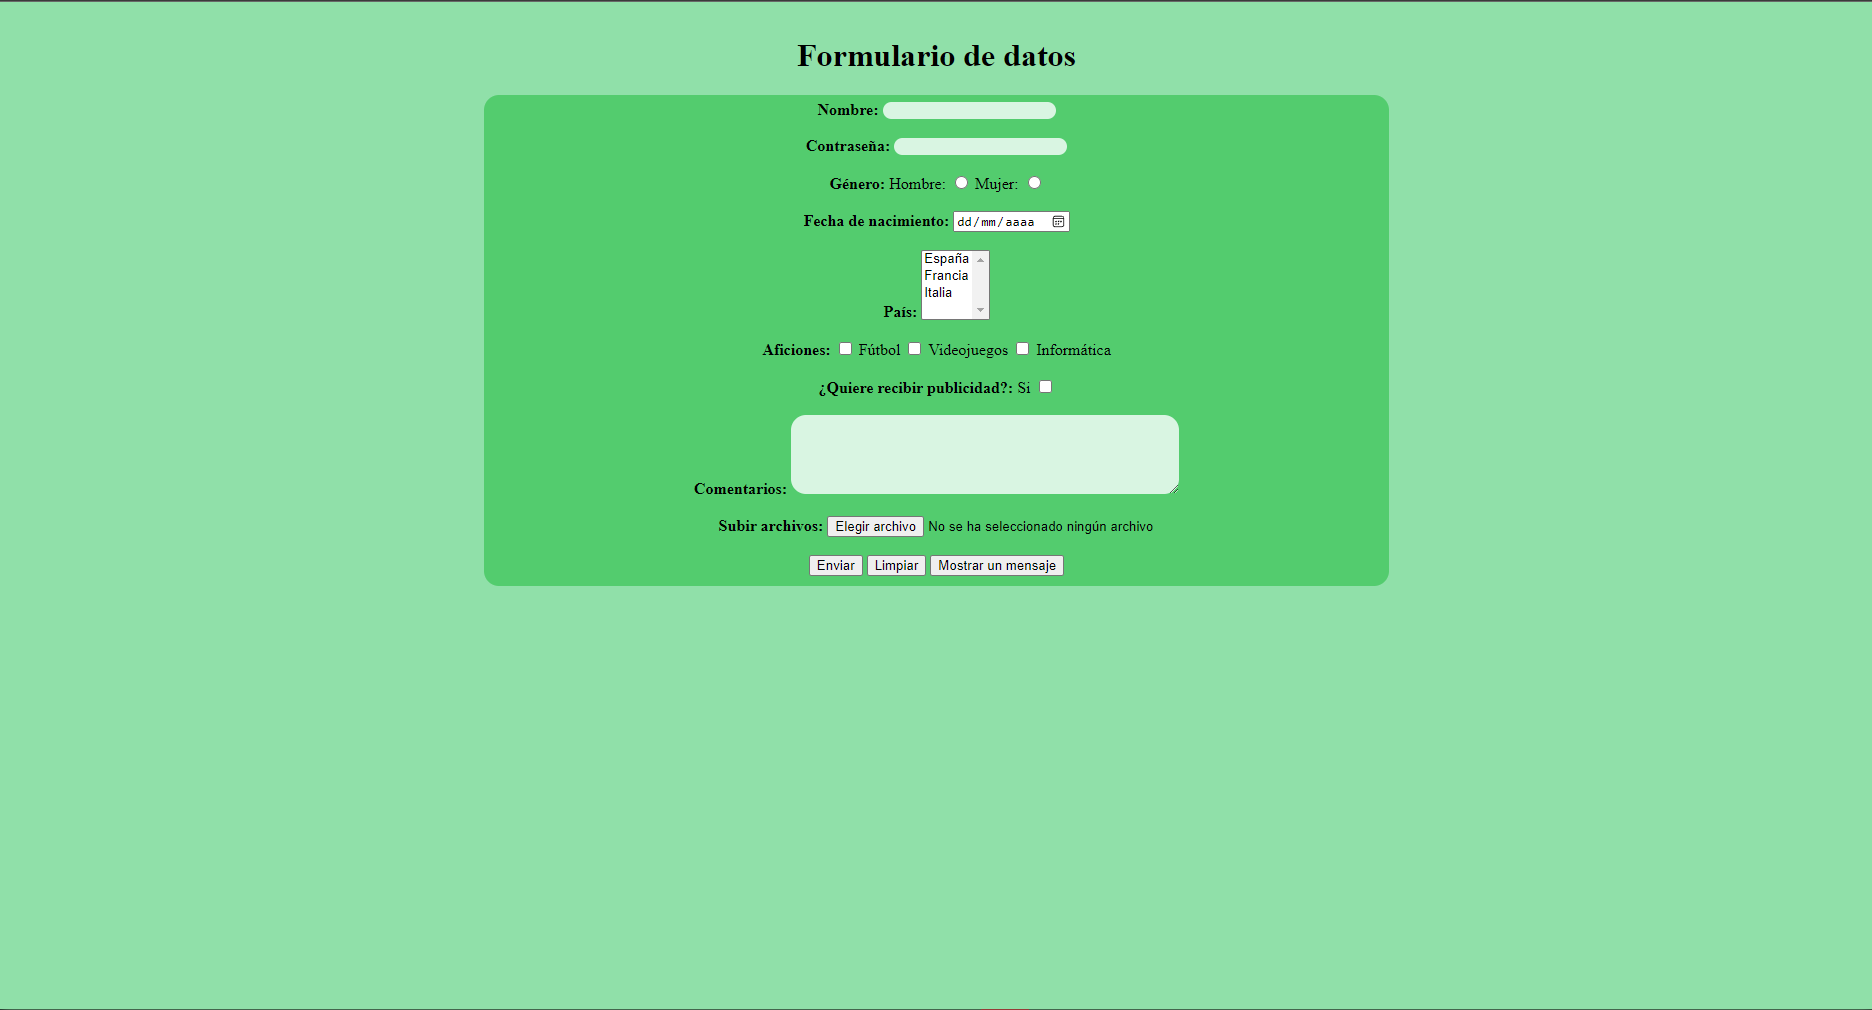 Formulario de datos
Nombre:
Contraseña:
Género: Hombre: Mujer:
Fecha de nacimiento: dd/mm/aaaa
España
Francia
Italia
País:
Aficiones: Fútbol Videojuegos Informática
¿Quiere recibir publicidad?: Si
Comentarios:
Subir archivos: Elegir archivo No se ha seleccionado ningún archivo
Enviar Limpiar Mostrar un mensaje